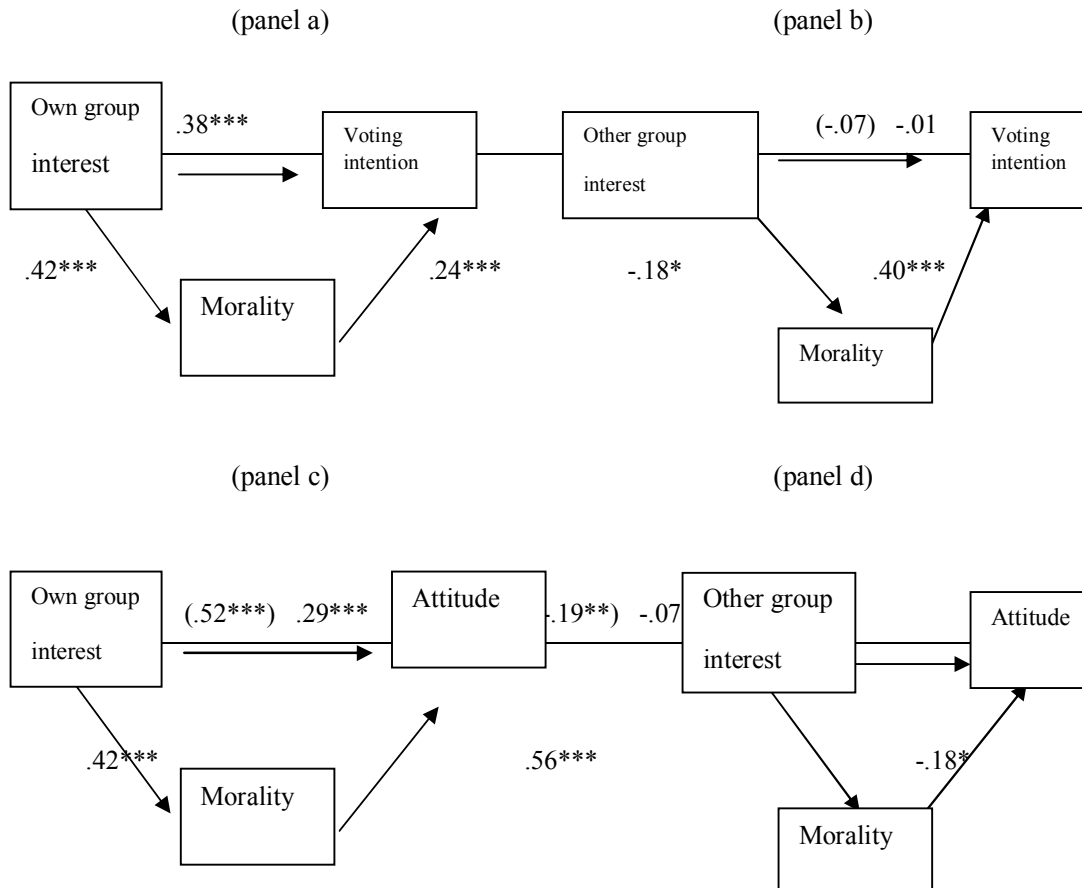 (panel a)
(panel b)
Own group
interest
.38***
Voting
intention
Other group
interest
(-.07) -.01
Voting
intention
.42***
.24***
-.18*
.40***
Morality
Morality
(panel c)
(panel d)
Own group
interest
(.52***) .29***
Attitude
-.19**) -.07
Other group
interest
Attitude
.42***
.56***
-.18*
Morality
Morality